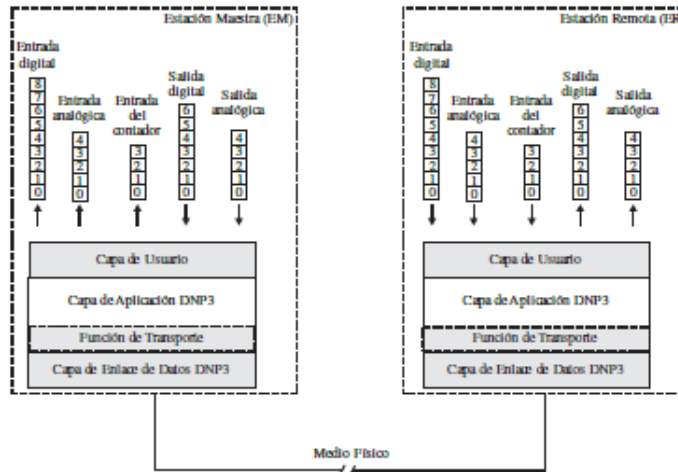 Estación Maestra (EM)
Entrada
digital
8
7
6
5
4
3
2
1
0
Entrada
analógica
4
3
2
1
0
Entrada
del
contador
3
2
1
0
Salida
digital
6
5
4
3
2
1
0
Salida
analógica
4
3
2
1
0
Capa de Usuario
Capa de Aplicación DNP3
Función de Transporte
Capa de Enlace de Datos DNP3
Estación Remota (ER
Entrada
digital
8
7
6
5
4
3
2
1
0
Entrada
analógica
4
3
2
1
0
Entrada
del
contador
3
2
1
0
Salida
digital
6
5
4
3
2
1
0
Salida
analógica
4
3
2
1
0
Capa de Usuario
Capa de Aplicación DNP3
Función de Transporte
Capa de Enlace de Datos DNP3
Medio Físico